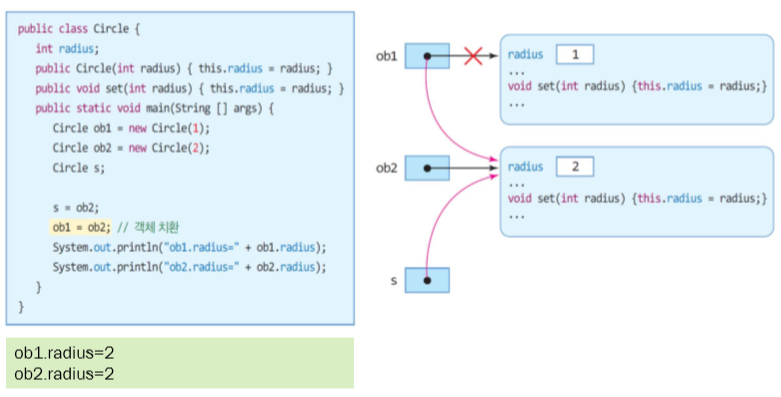 public class Circle {
int radius;
public Circle(int radius) { this.radius = radius; }
public void set(int radius) { this.radius = radius; }
public static void main(String [] args) {
Circle ob1 = new Circle(1);
Circle ob2 = new Circle(2);
Circle s;
s = ob2;
ob1 = ob2; // 객체 치환
System.out.println("ob1.radius=" + ob1.radius);
System.out.println("ob2.radius=" + ob2.radius);
}
}
ob1.radius=2
ob2.radius=2
ob1
radius 1
...
void set(int radius) {this.radius = radius;}
...
ob2
radius 2
...
void set(int radius) {this.radius = radius;}
...
s